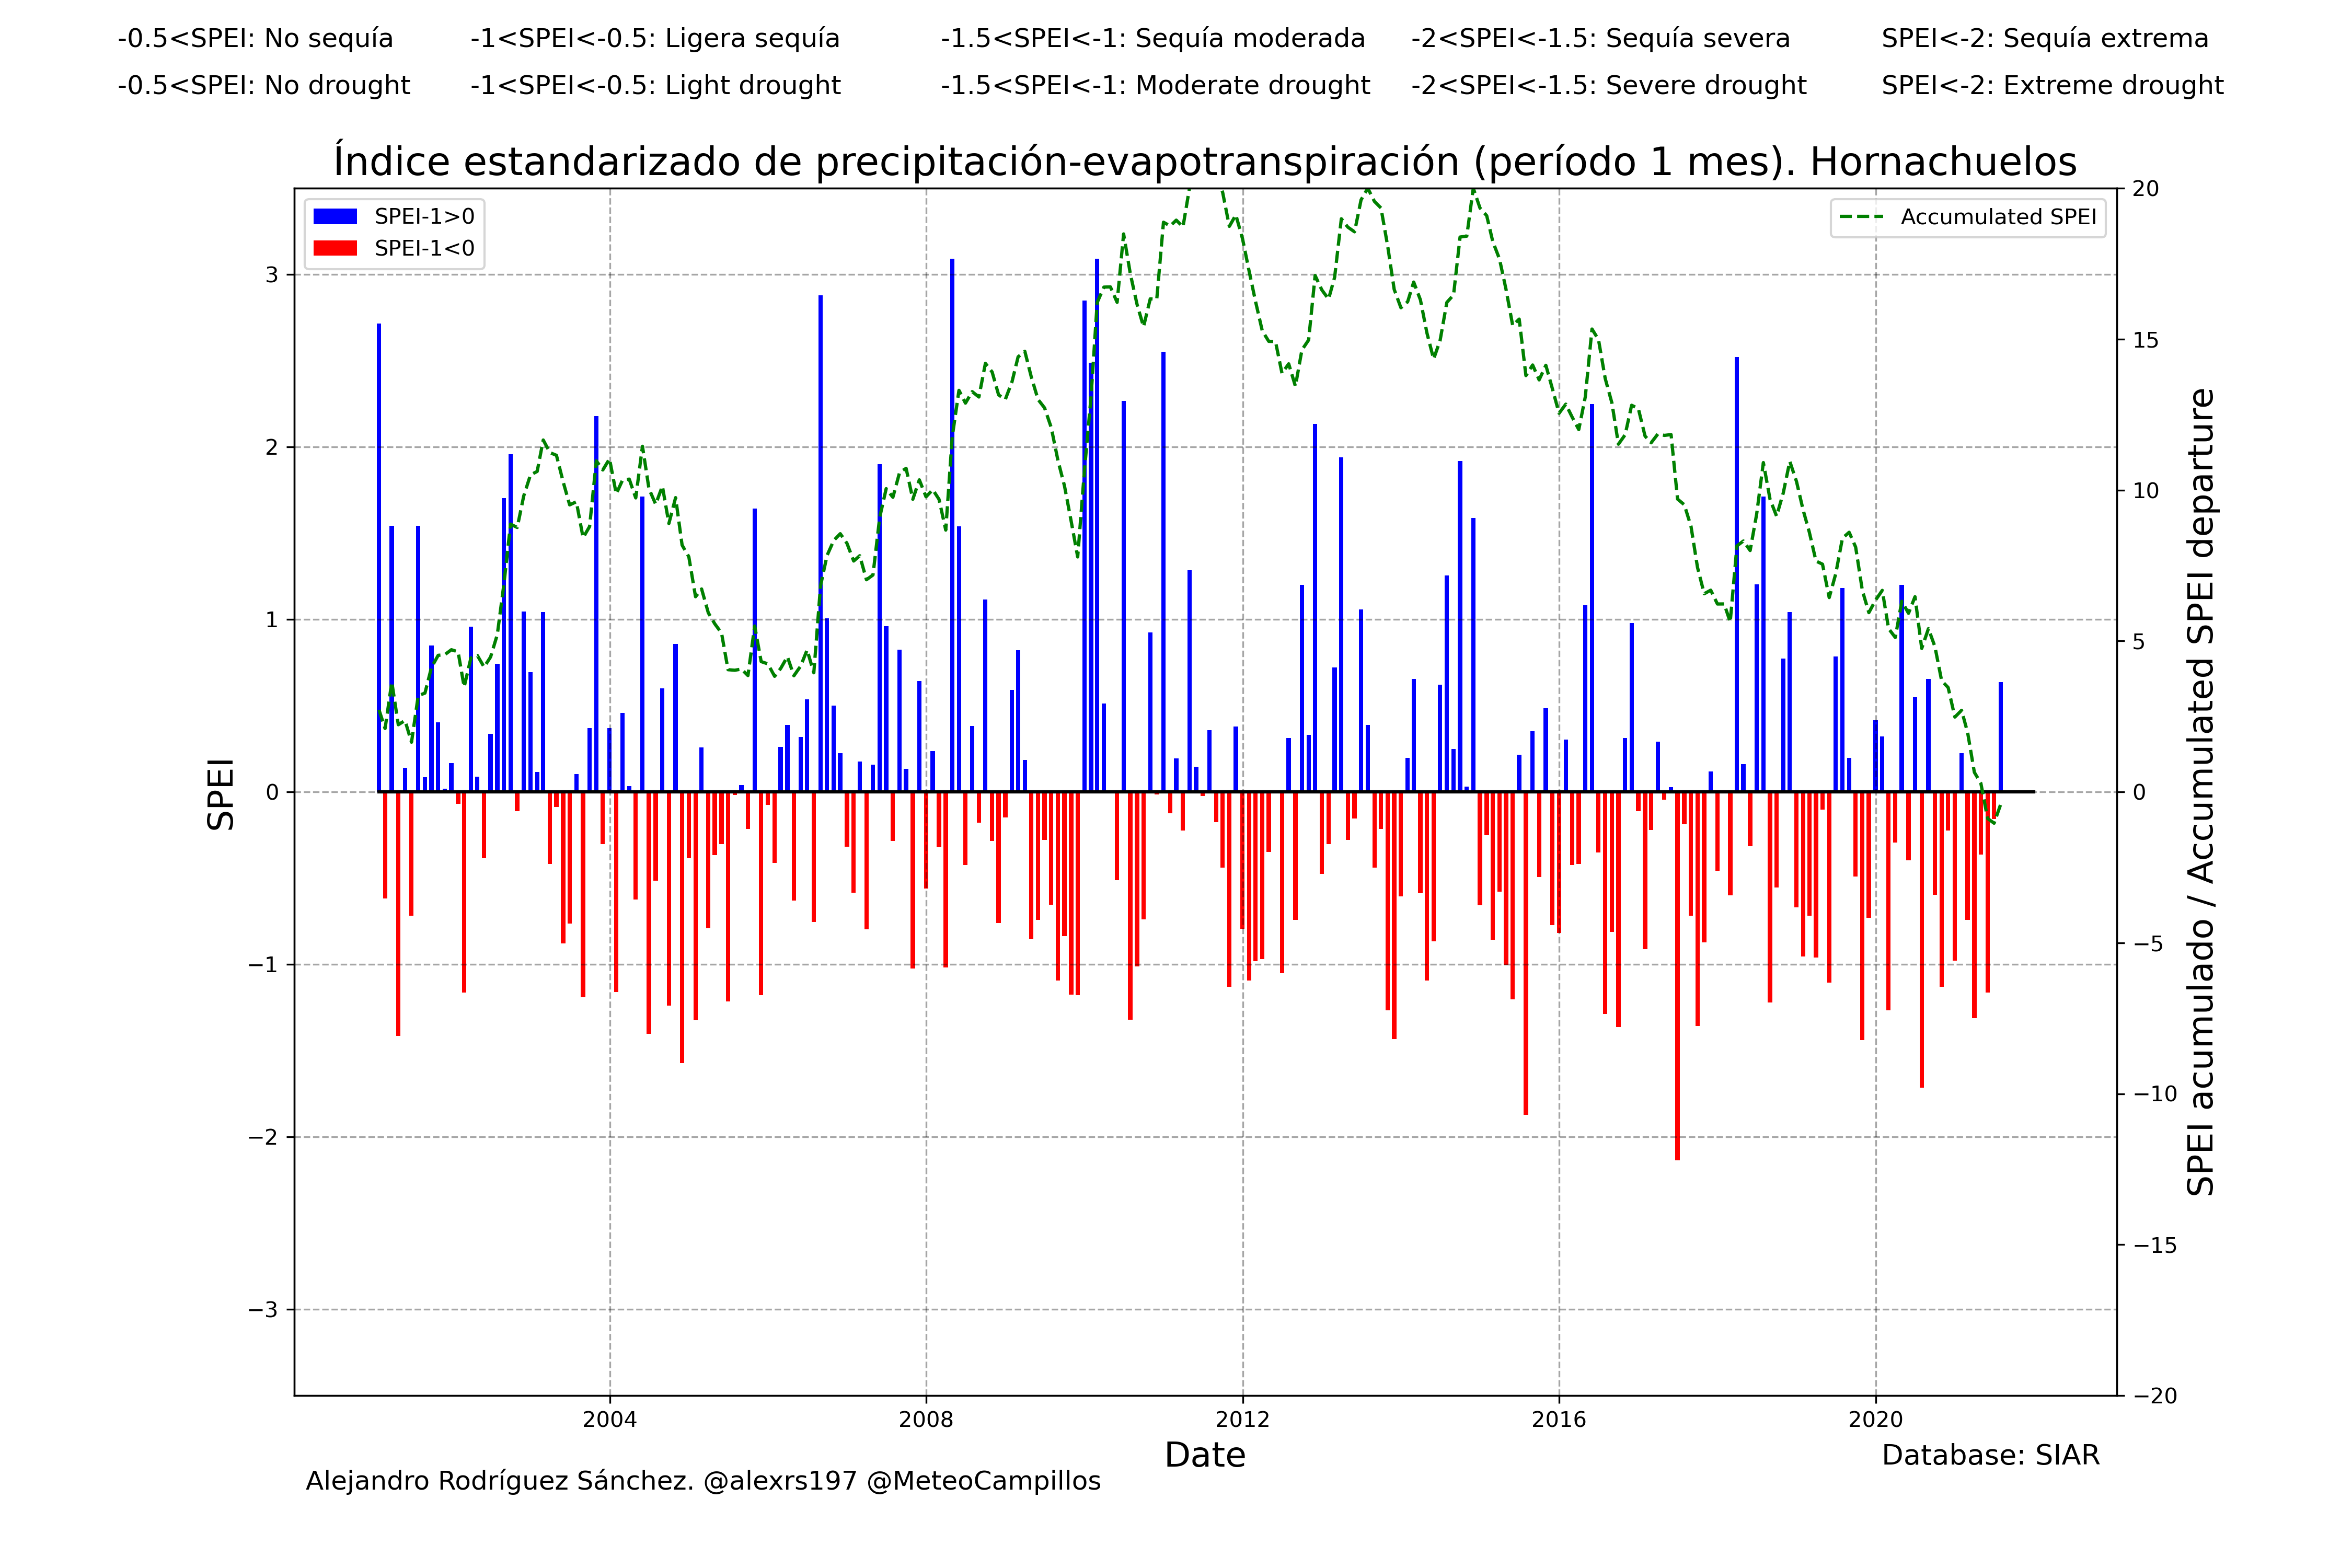 -0.5<SPEI: No sequía -1<SPEI<-0.5: Ligera sequía -1.5<SPEI<-1: Sequía moderada -2<SPEI<-1.5: Sequía severa SPEI<-2: Sequía extrema
-0.5<SPEI: No drought -1<SPEI<-0.5: Light drought -1.5<SPEI<-1: Moderate drought -2<SPEI<-1.5: Severe drought SPEI<-2: Extreme drought
Índice estandarizado de precipitación-evapotranspiración (período 1 mes). Hornachuelos
SPEI-1>0
SPEI-1<0
Accumulated SPEI
SPEI
3
2
1
0
−1
−2
−3
20
15
10
5
0
−5
−10
−15
−20
SPEI acumulado / Accumulated SPEI departure
2004 2008 2012 2016 2020
Date
Database: SIAR
Alejandro Rodríguez Sánchez. @alexrs197 @MeteoCampillos